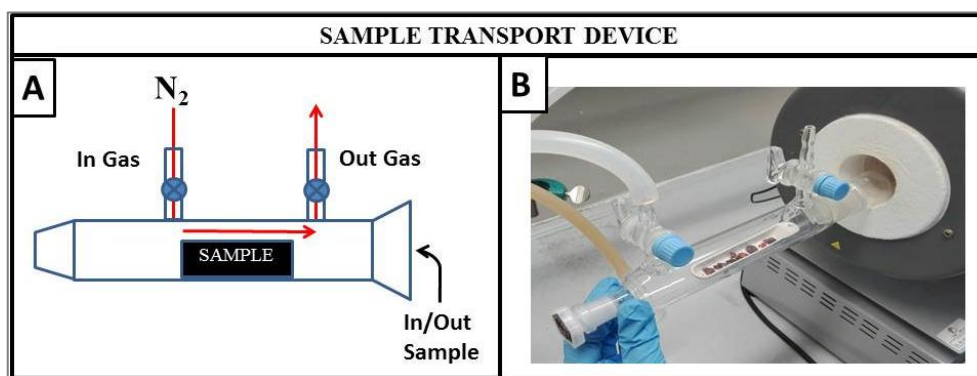 SAMPLE TRANSPORT DEVICE
A
N₂
In Gas
Out Gas
SAMPLE
In/Out
Sample
B